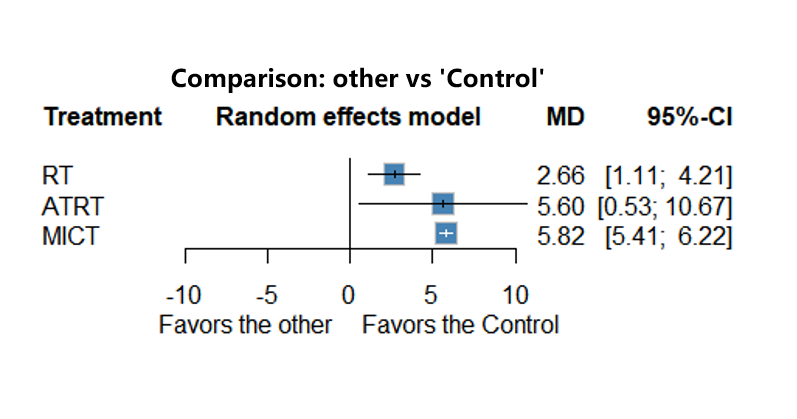 Comparison: other vs 'Control'
Treatment Random effects model MD 95%-CI
RT 2.66 [1.11; 4.21]
ATRT 5.60 [0.53; 10.67]
MICT 5.82 [5.41; 6.22]
-10 -5 0 5 10
Favors the other Favors the Control